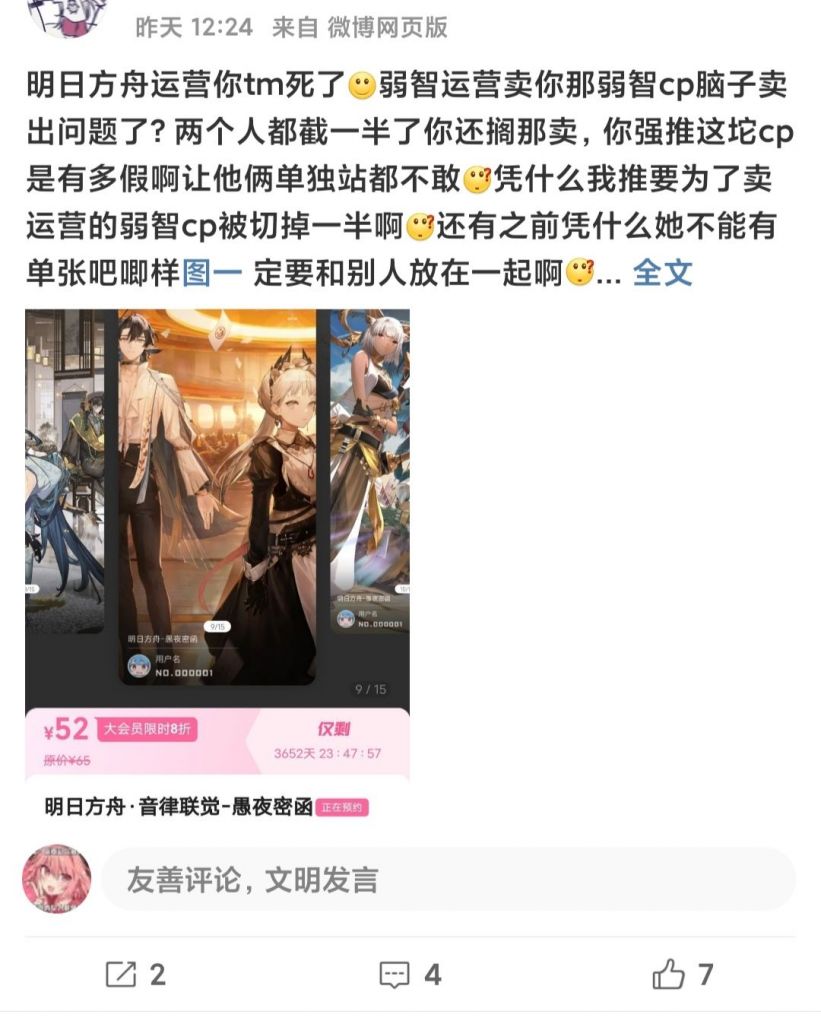 昨天 12:24 来自 微博网页版
明日方舟运营你tm死了弱智运营卖你那弱智cp脑子卖
出问题了？两个人都截一半了你还搁那卖，你强推这坨cp
是有多假啊让他俩单独站都不敢凭什么我推要为了卖
运营的弱智cp被切掉一半啊还有之前凭什么她不能有
单张吧唧样图一 定要和别人放在一起啊... 全文
9/15
明日方舟-愚夜密函
用户名
NO.000001
明日方舟-愚夜密函
用户名
NO.000001
9 / 15
¥52 大会员限时8折
原价¥65
仅剩
3652天 23:47:57
明日方舟·音律联觉-愚夜密函 正在预约
友善评论，文明发言
2
4
7